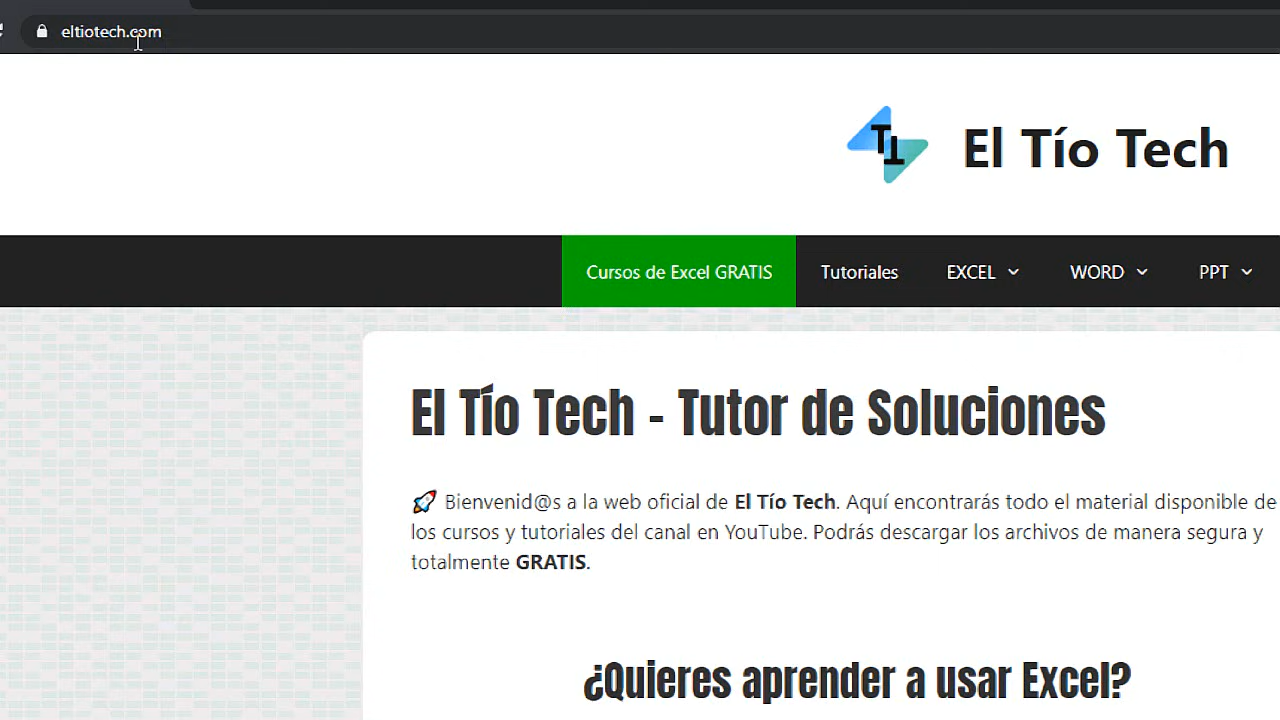 eltiotech.com
El Tío Tech
Cursos de Excel GRATIS Tutoriales EXCEL WORD PPT
El Tío Tech - Tutor de Soluciones
🚀 Bienvenid@s a la web oficial de El Tío Tech. Aquí encontrarás todo el material disponible de
los cursos y tutoriales del canal en YouTube. Podrás descargar los archivos de manera segura y
totalmente GRATIS.
¿Quieres aprender a usar Excel?